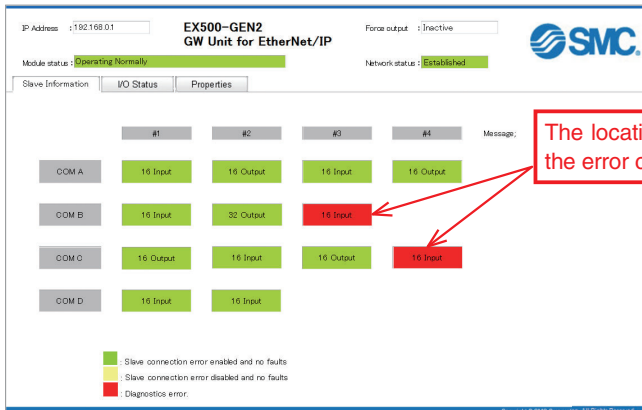 IP Address : 192.168.0.1
EX500-GEN2
GW Unit for EtherNet/IP
Force output : Inactive
SMC.
Module status : Operating Normally
Network status : Established
Slave Information I/O Status Properties
#1 #2 #3 #4 Message;
The locati
the error o
COM A 16 Input 16 Output 16 Input 16 Output
COM B 16 Input 32 Output 16 Input
COM C 16 Output 16 Input 16 Output 16 Input
COM D 16 Input 16 Input
: Slave connection error enabled and no faults
: Slave connection error disabled and no faults
: Diagnostics error.